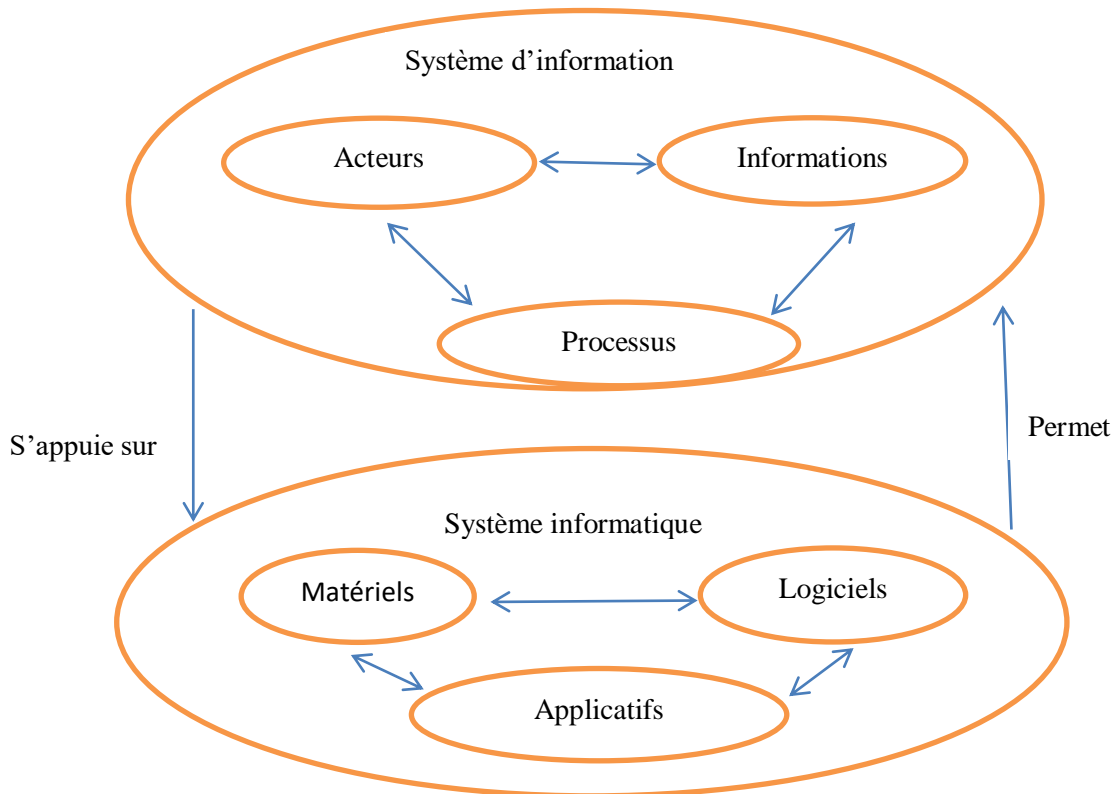 Système d’information
Acteurs
Informations
Processus
S’appuie sur
Permet
Système informatique
Matériels
Logiciels
Applicatifs